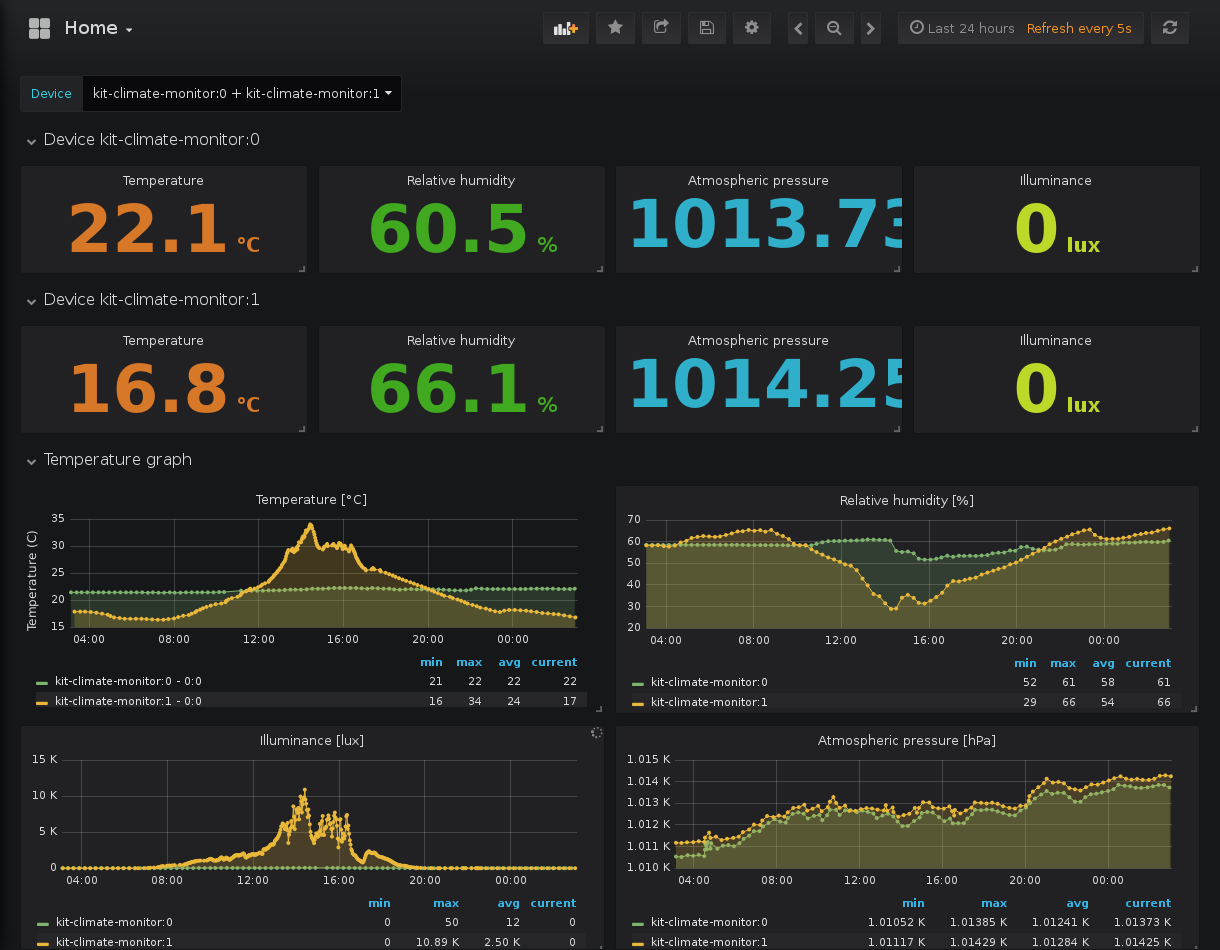 Home
Last 24 hours Refresh every 5s
Device kit-climate-monitor:0 + kit-climate-monitor:1
Device kit-climate-monitor:0
Temperature Relative humidity Atmospheric pressure Illuminance
22.1 °C 60.5 % 1013.73 0 lux
Device kit-climate-monitor:1
Temperature Relative humidity Atmospheric pressure Illuminance
16.8 °C 66.1 % 1014.25 0 lux
Temperature graph
Temperature [°C]
Temperature (C)
35
30
25
20
15
04:00 08:00 12:00 16:00 20:00 00:00
min max avg current
kit-climate-monitor:0 - 0:0 21 22 22 22
kit-climate-monitor:1 - 0:0 16 34 24 17
Relative humidity [%]
70
60
50
40
30
20
04:00 08:00 12:00 16:00 20:00 00:00
min max avg current
kit-climate-monitor:0 52 61 58 61
kit-climate-monitor:1 29 66 54 66
Illuminance [lux]
15 K
10 K
5 K
0
04:00 08:00 12:00 16:00 20:00 00:00
min max avg current
kit-climate-monitor:0 0 50 12 0
kit-climate-monitor:1 0 10.89 K 2.50 K 0
Atmospheric pressure [hPa]
1.015 K
1.014 K
1.013 K
1.012 K
1.011 K
1.010 K
04:00 08:00 12:00 16:00 20:00 00:00
min max avg current
kit-climate-monitor:0 1.01052 K 1.01385 K 1.01241 K 1.01373 K
kit-climate-monitor:1 1.01117 K 1.01429 K 1.01284 K 1.01425 K